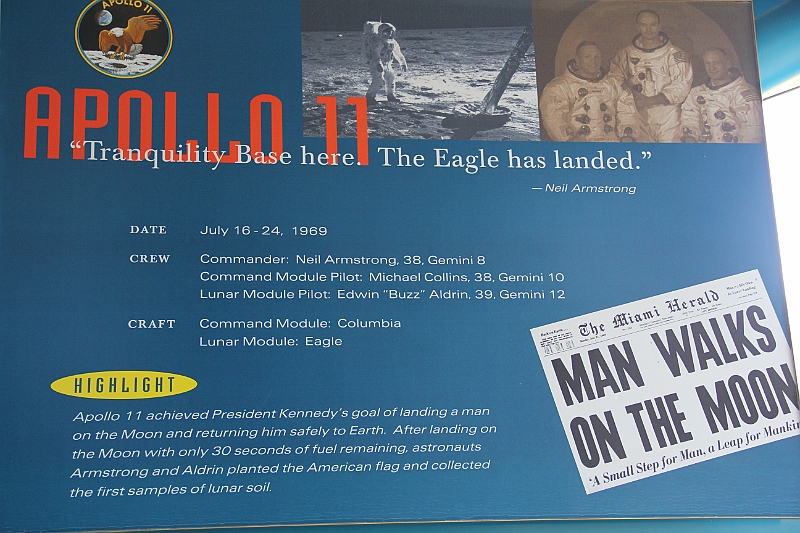 APOLLO 11
APOLLO 11
“Tranquility Base here. The Eagle has landed.”
— Neil Armstrong
DATE July 16 - 24, 1969
CREW Commander: Neil Armstrong, 38, Gemini 8
Command Module Pilot: Michael Collins, 38, Gemini 10
Lunar Module Pilot: Edwin “Buzz” Aldrin, 39, Gemini 12
CRAFT Command Module: Columbia
Lunar Module: Eagle
HIGHLIGHT
Apollo 11 achieved President Kennedy's goal of landing a man
on the Moon and returning him safely to Earth. After landing on
the Moon with only 30 seconds of fuel remaining, astronauts
Armstrong and Aldrin planted the American flag and collected
the first samples of lunar soil.
The Miami Herald
MAN WALKS
ON THE MOON
'A Small Step for Man, a Leap for Mankin